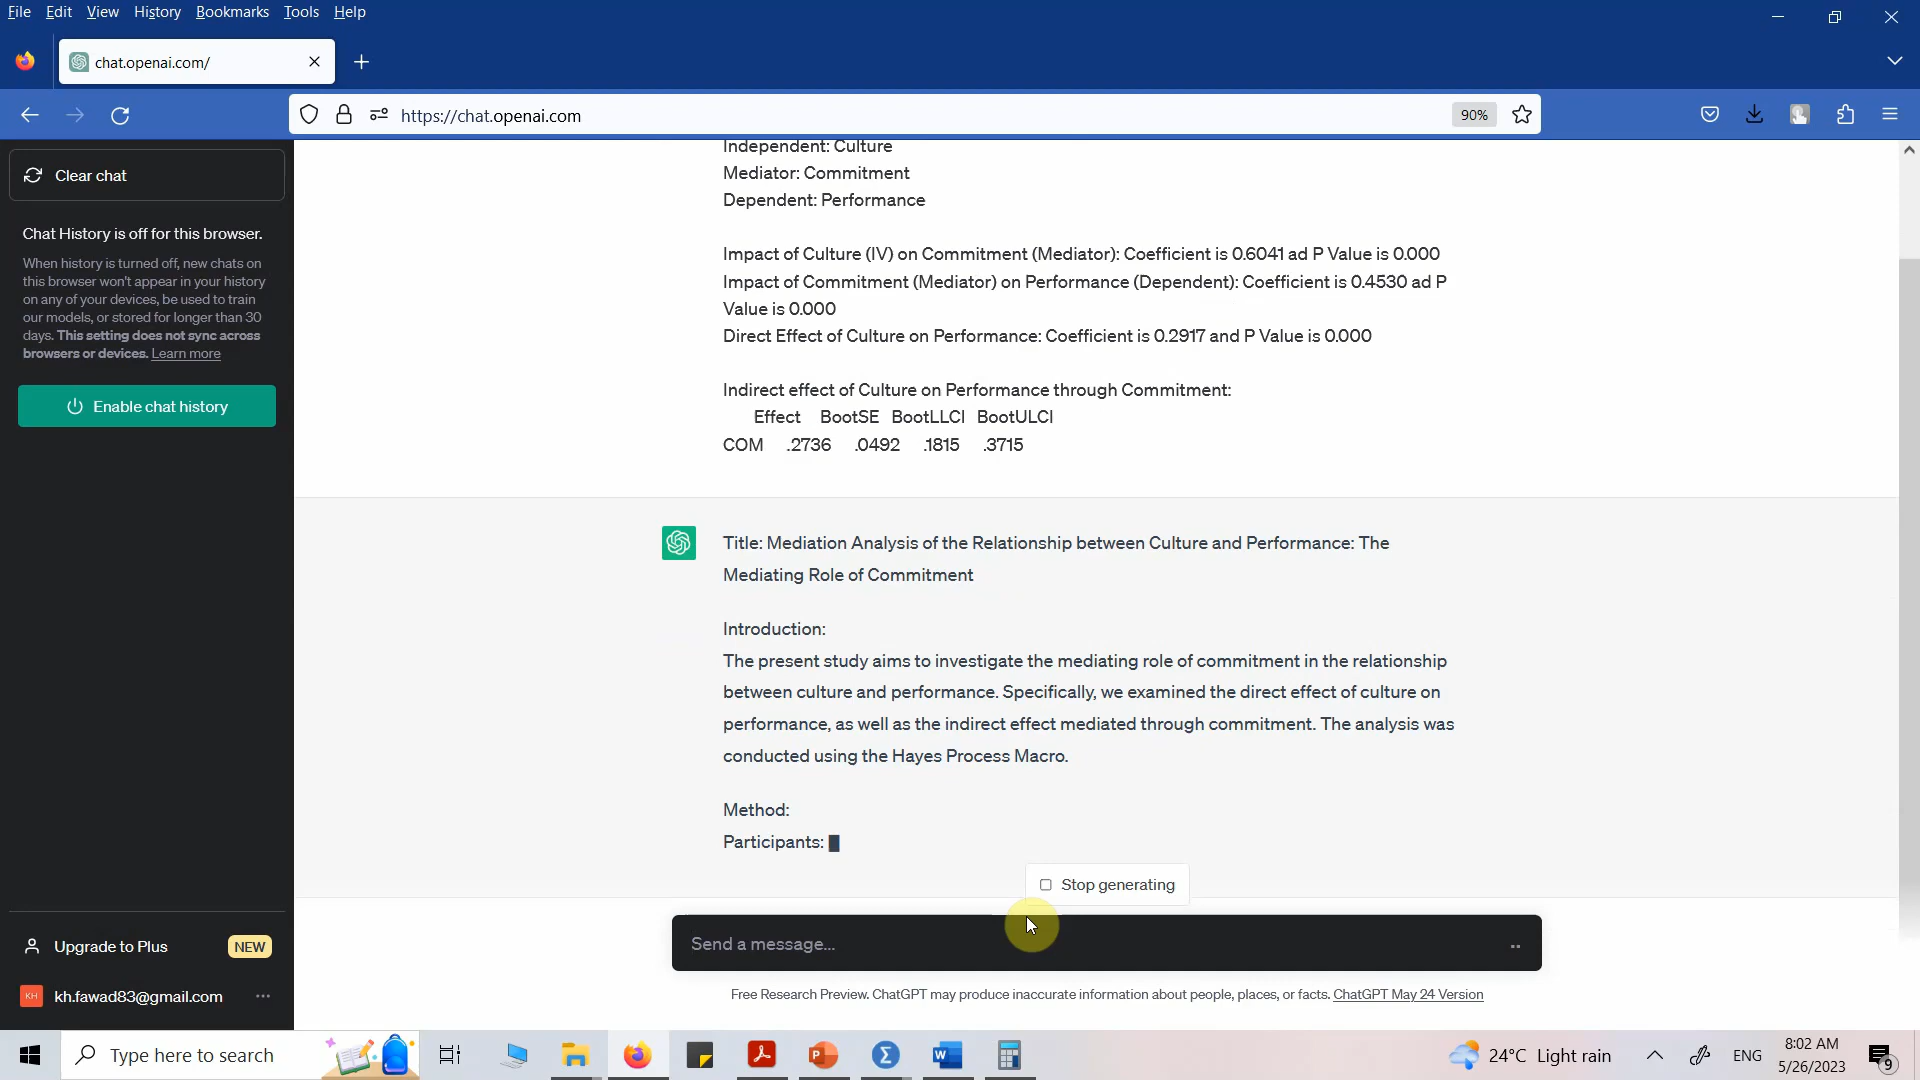 File Edit View History Bookmarks Tools Help
chat.openai.com/
https://chat.openai.com
90%
Clear chat
Chat History is off for this browser.
When history is turned off, new chats on
this browser won't appear in your history
on any of your devices, be used to train
our models, or stored for longer than 30
days. This setting does not sync across
browsers or devices. Learn more
Enable chat history
Upgrade to Plus NEW
KH kh.fawad83@gmail.com
Independent: Culture
Mediator: Commitment
Dependent: Performance
Impact of Culture (IV) on Commitment (Mediator): Coefficient is 0.6041 ad P Value is 0.000
Impact of Commitment (Mediator) on Performance (Dependent): Coefficient is 0.4530 ad P
Value is 0.000
Direct Effect of Culture on Performance: Coefficient is 0.2917 and P Value is 0.000
Indirect effect of Culture on Performance through Commitment:
Effect BootSE BootLLCI BootULCI
COM .2736 .0492 .1815 .3715
Title: Mediation Analysis of the Relationship between Culture and Performance: The
Mediating Role of Commitment
Introduction:
The present study aims to investigate the mediating role of commitment in the relationship
between culture and performance. Specifically, we examined the direct effect of culture on
performance, as well as the indirect effect mediated through commitment. The analysis was
conducted using the Hayes Process Macro.
Method:
Participants:
Stop generating
Send a message...
Free Research Preview. ChatGPT may produce inaccurate information about people, places, or facts. ChatGPT May 24 Version
Type here to search
24°C Light rain
ENG
8:02 AM
5/26/2023
9